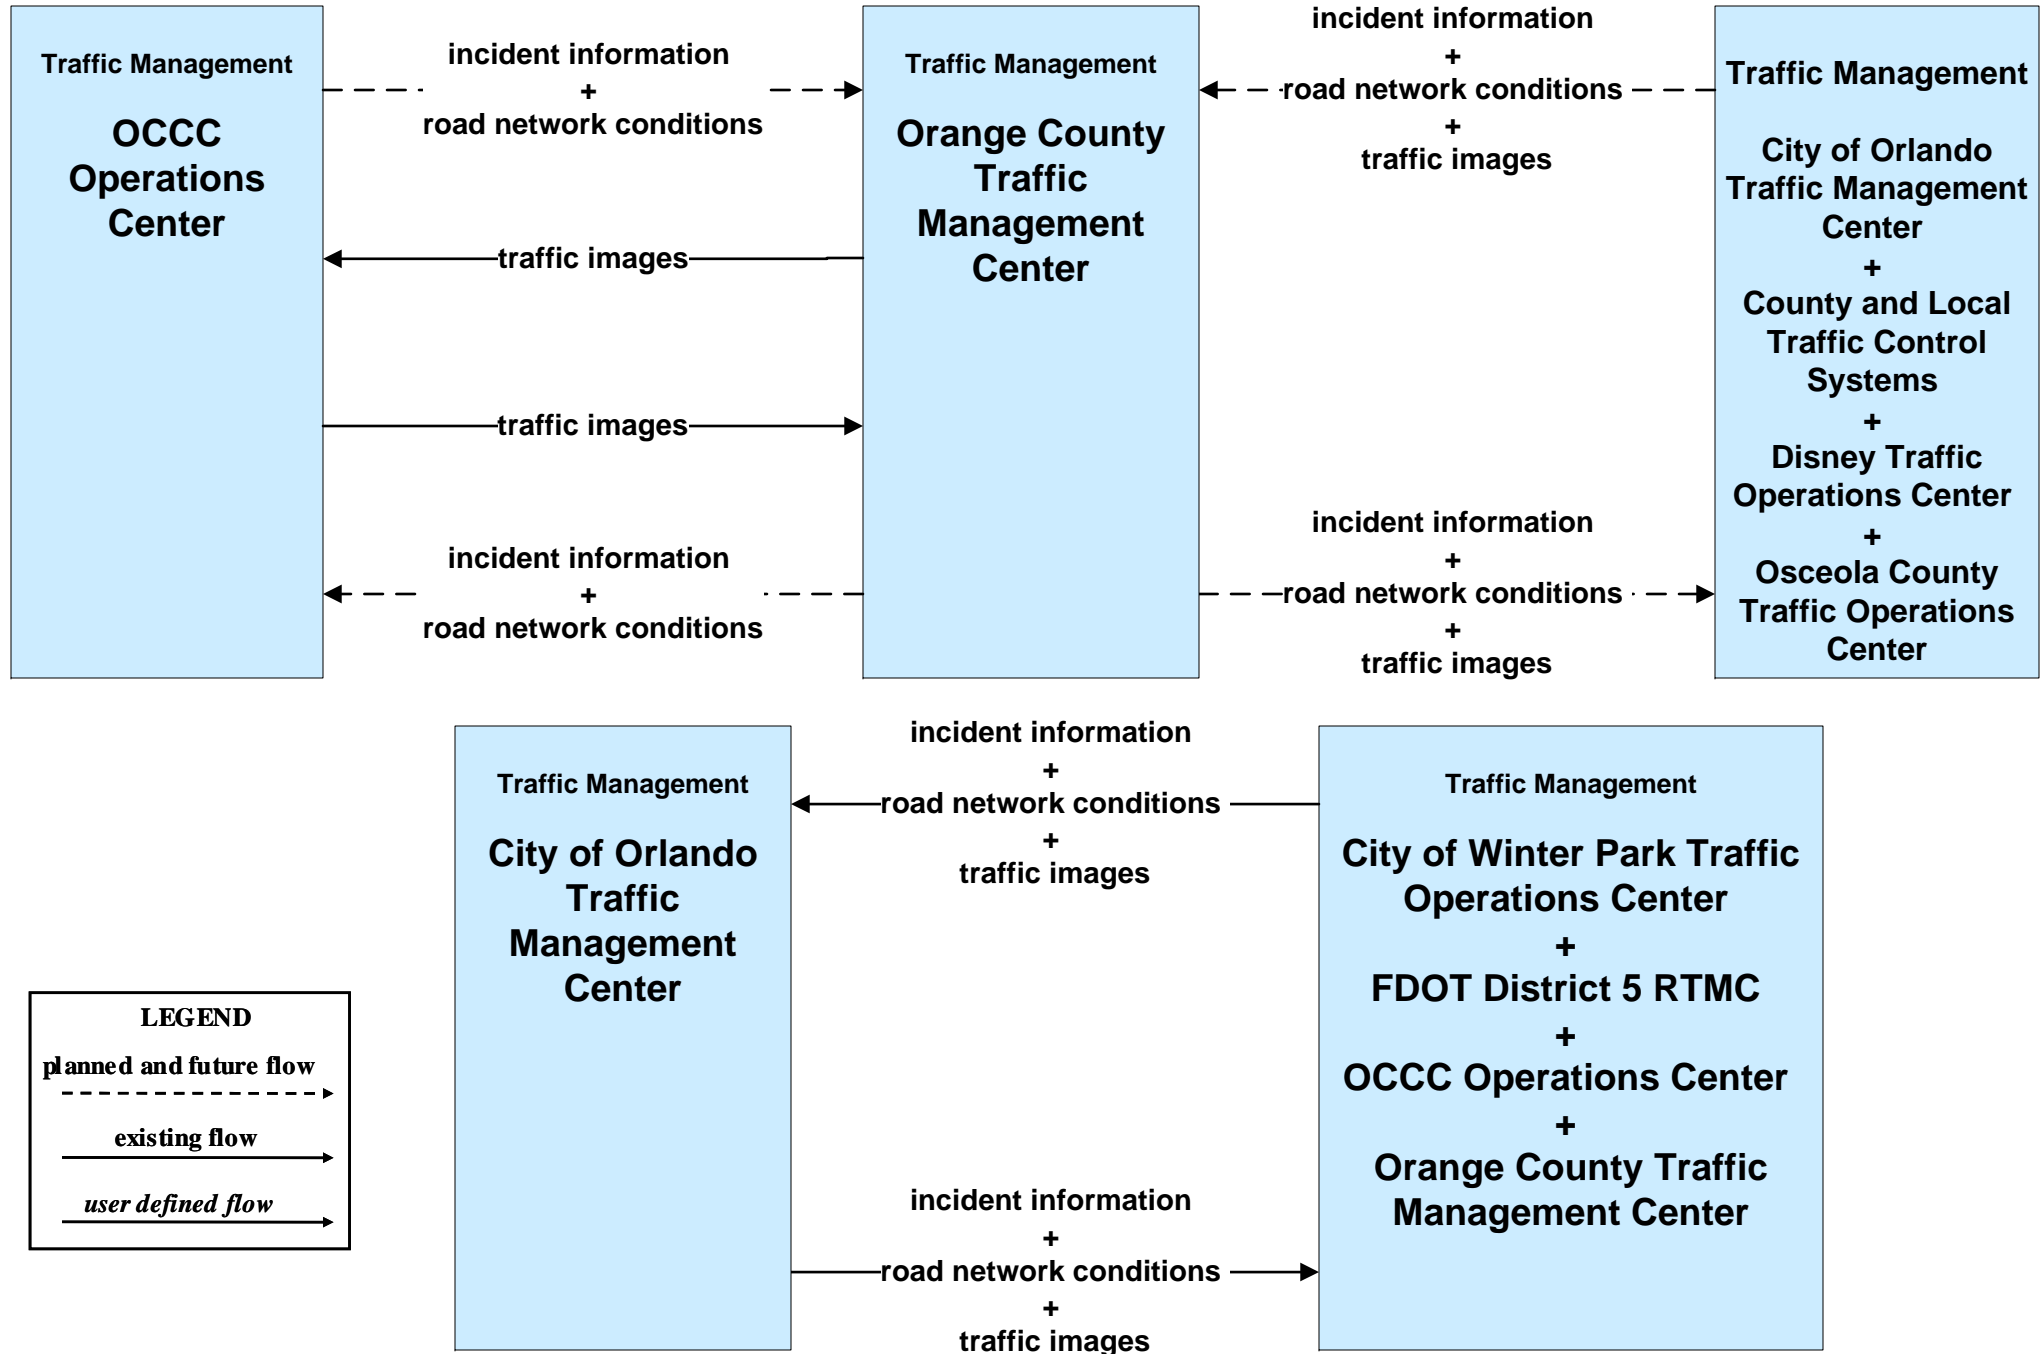 Traffic Management
OCCC
Operations
Center
incident information
+
road network conditions
traffic images
traffic images
incident information
+
road network conditions
Traffic Management
Orange County
Traffic
Management
Center
incident information
+
road network conditions
+
traffic images
incident information
+
road network conditions
+
traffic images
Traffic Management
City of Orlando
Traffic Management
Center
+
County and Local
Traffic Control
Systems
+
Disney Traffic
Operations Center
+
Osceola County
Traffic Operations
Center
Traffic Management
City of Orlando
Traffic
Management
Center
incident information
+
road network conditions
+
traffic images
incident information
+
road network conditions
+
traffic images
Traffic Management
City of Winter Park Traffic
Operations Center
+
FDOT District 5 RTMC
+
OCCC Operations Center
+
Orange County Traffic
Management Center
LEGEND
planned and future flow
existing flow
user defined flow